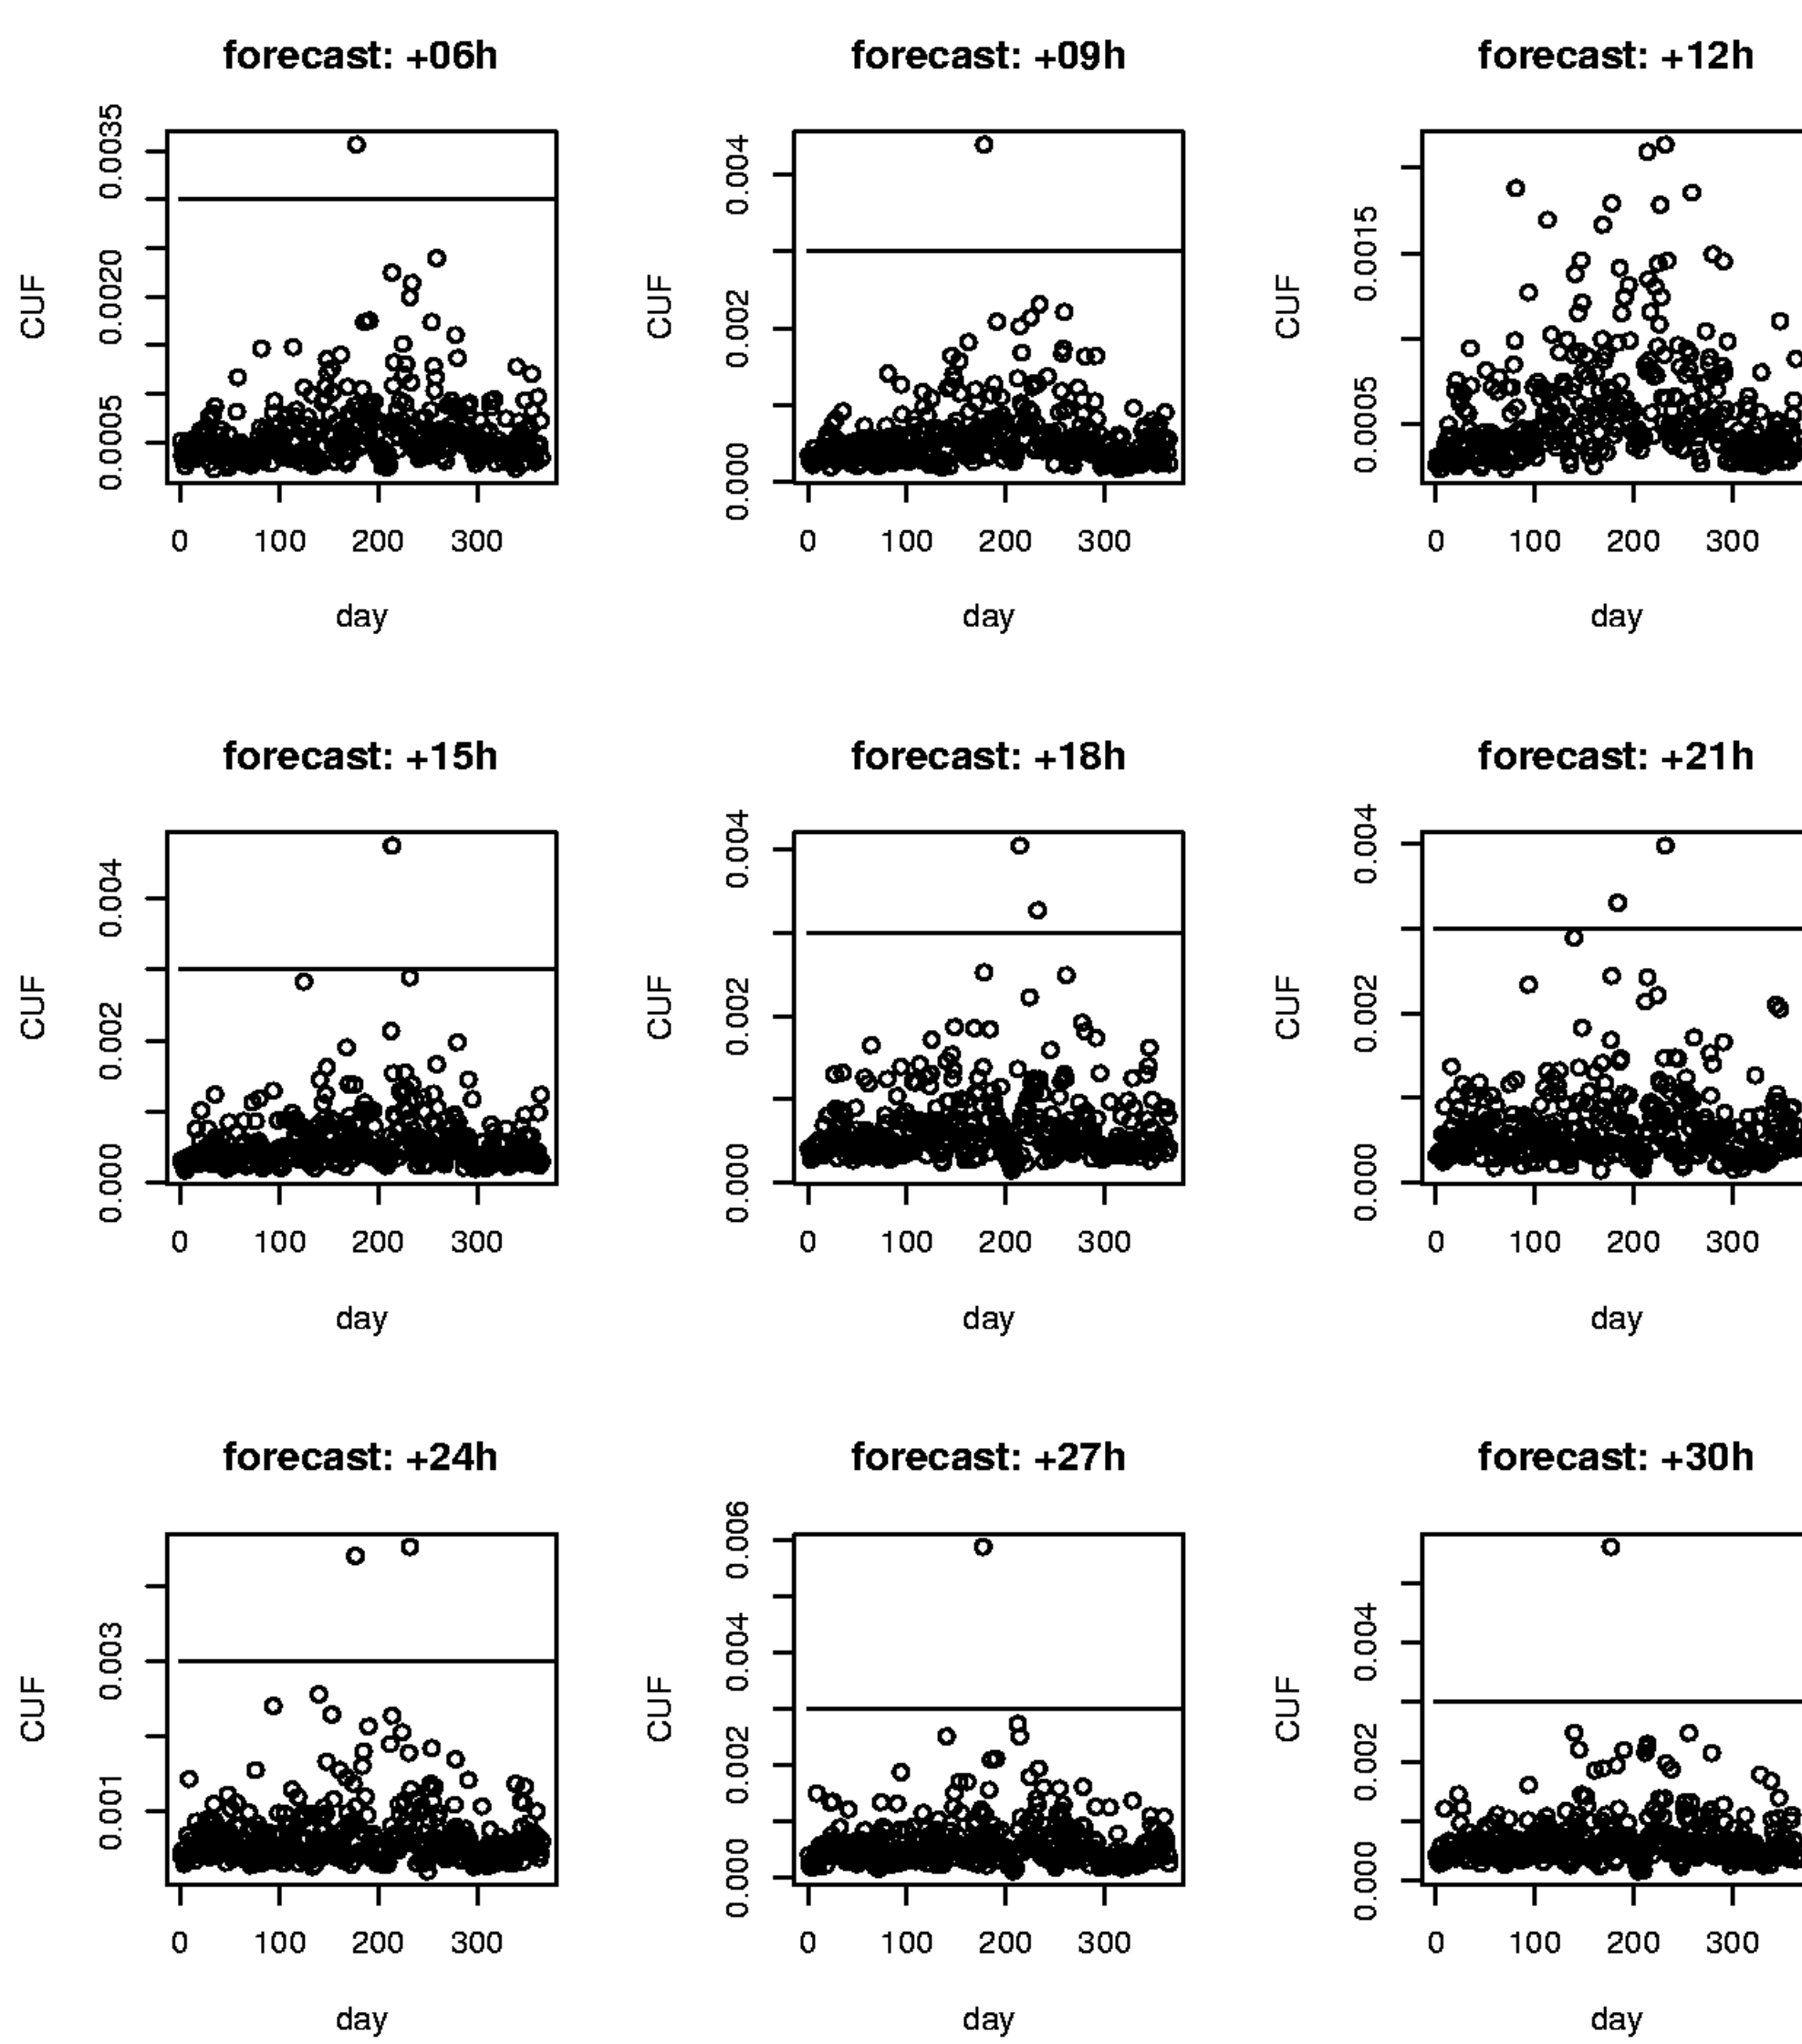 forecast: +06h
forecast: +09h
forecast: +12h
CUF
0.0005
0.0020
0.0035
CUF
0.000
0.002
0.004
CUF
0.0005
0.0015
0 100 200 300
0 100 200 300
0 100 200 300
day
day
day
forecast: +15h
forecast: +18h
forecast: +21h
CUF
0.000
0.002
0.004
CUF
0.000
0.002
0.004
CUF
0.000
0.002
0.004
0 100 200 300
0 100 200 300
0 100 200 300
day
day
day
forecast: +24h
forecast: +27h
forecast: +30h
CUF
0.001
0.003
CUF
0.000
0.002
0.004
0.006
CUF
0.000
0.002
0.004
0 100 200 300
0 100 200 300
0 100 200 300
day
day
day